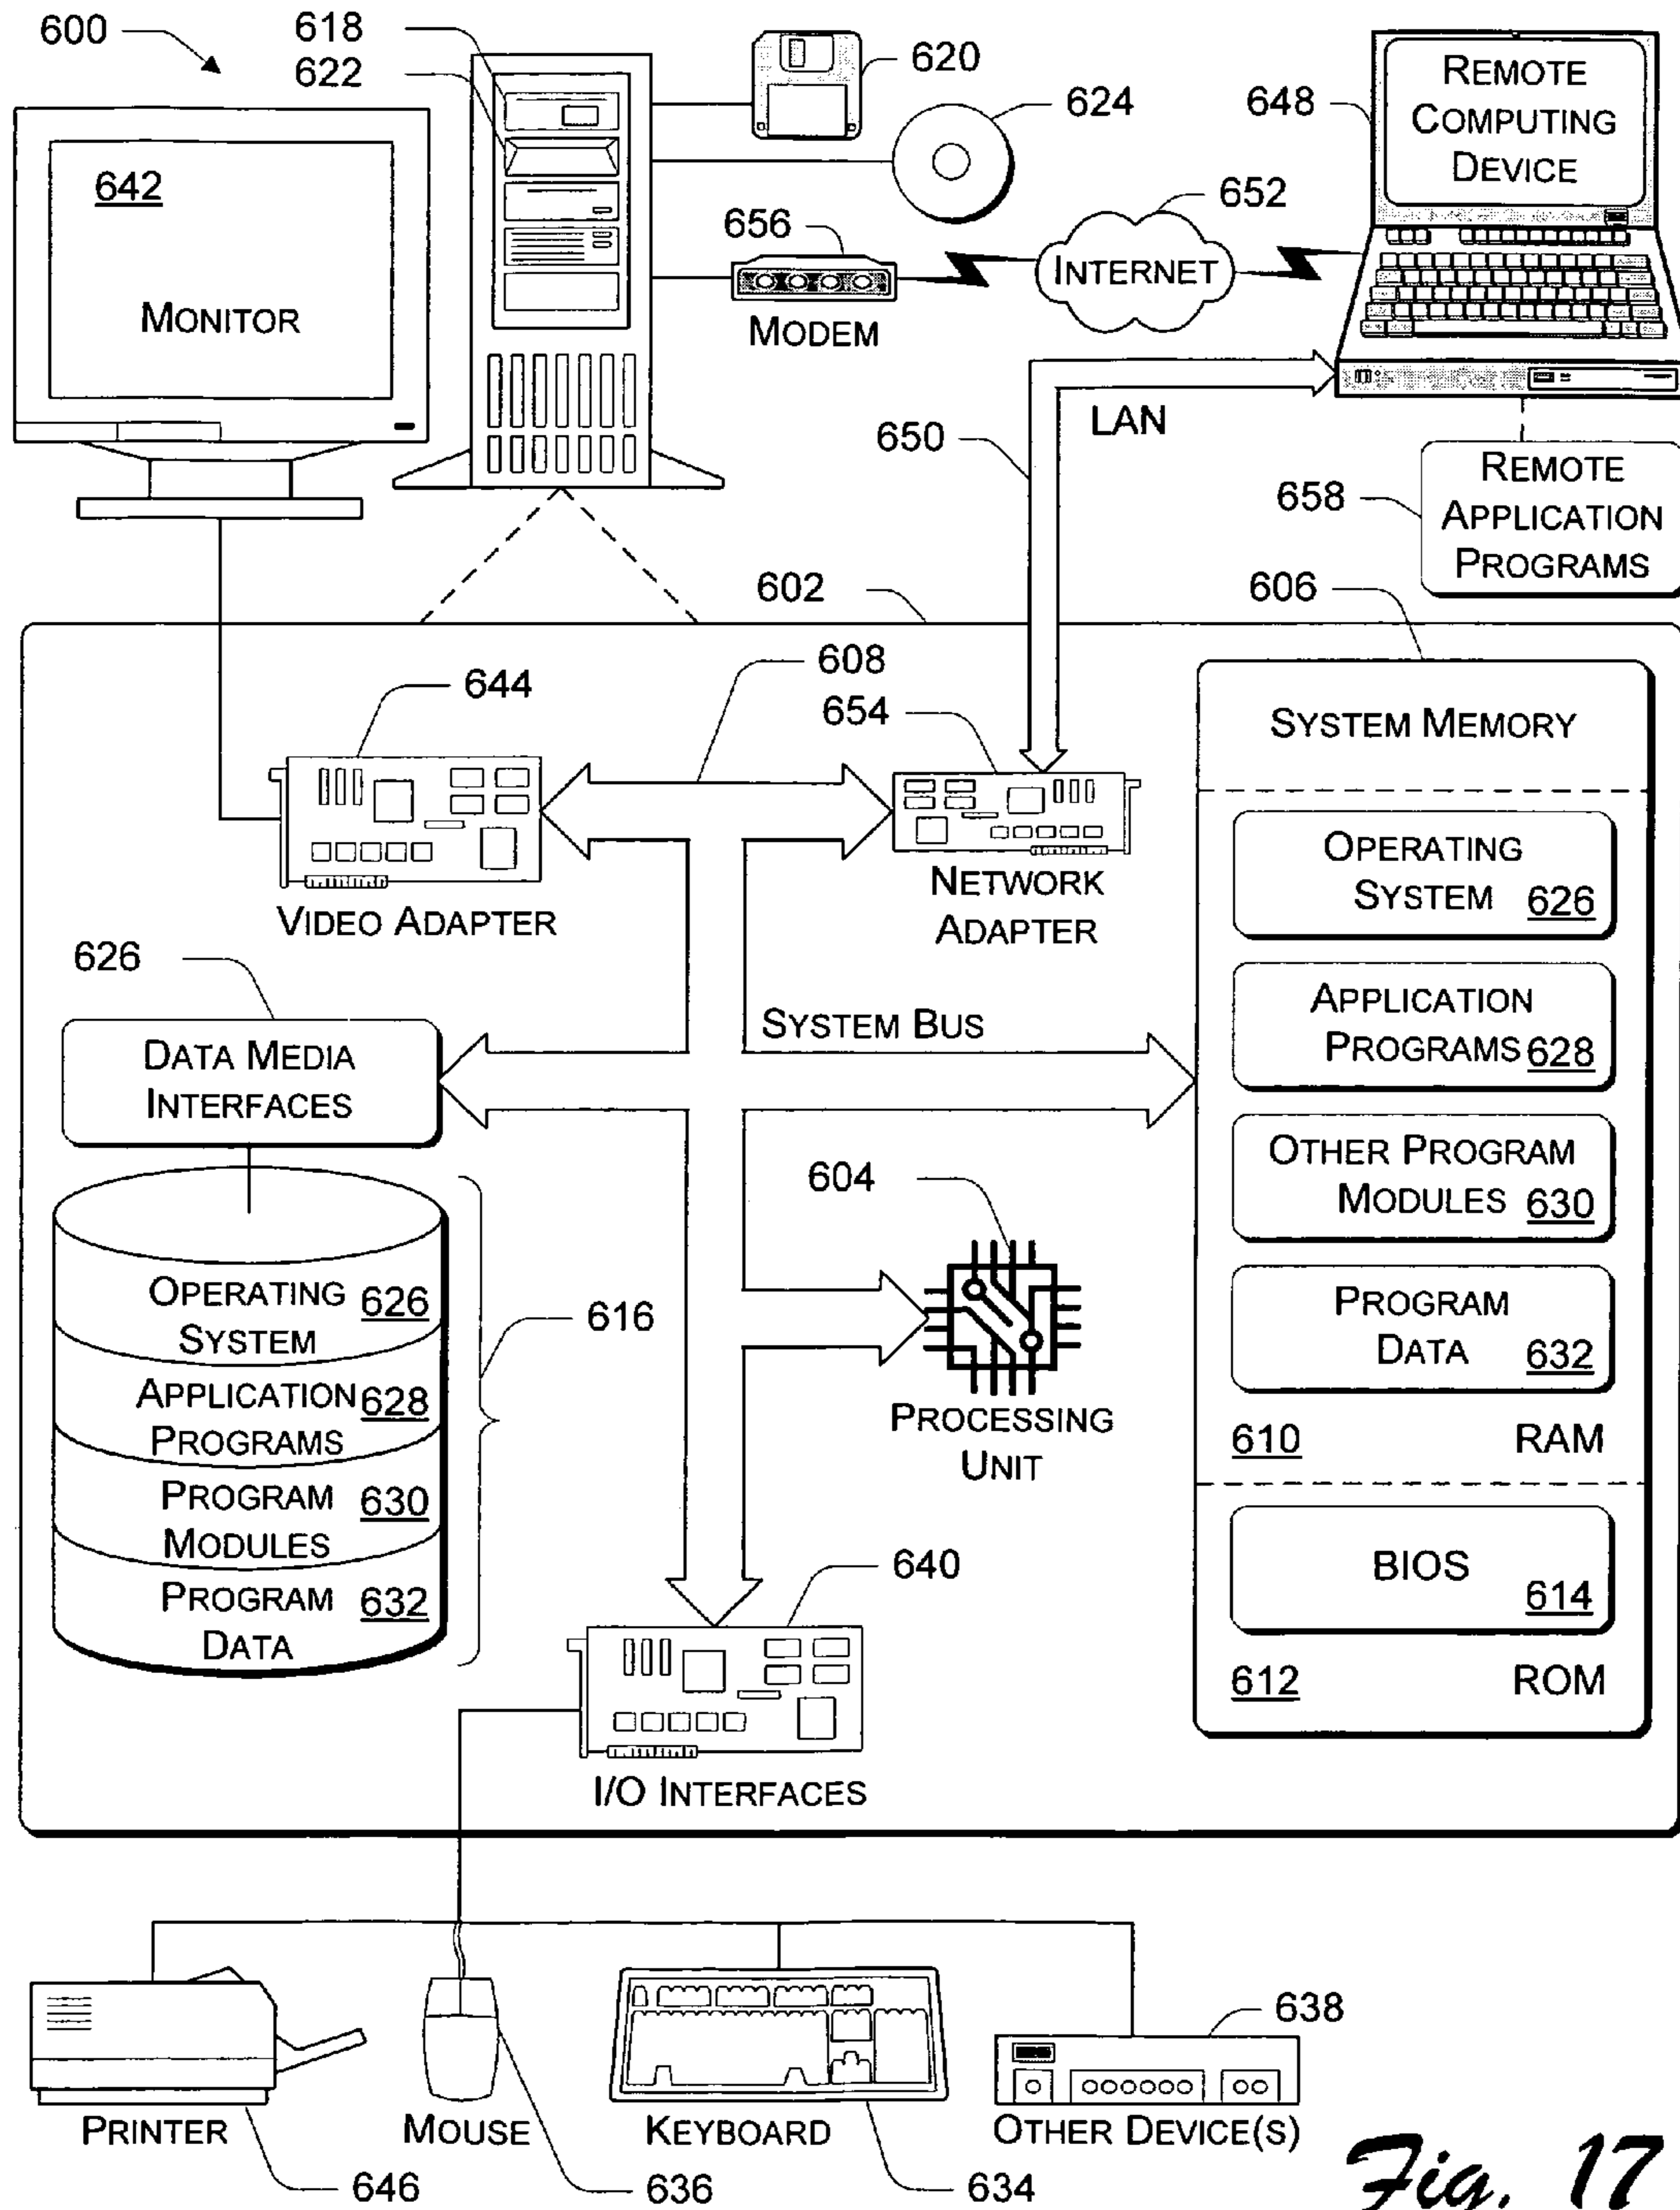 600
618
622
620
624
648
REMOTE
COMPUTING
DEVICE
642
MONITOR
656
MODEM
652
INTERNET
650
LAN
658
REMOTE
APPLICATION
PROGRAMS
602
606
608
644
654
VIDEO ADAPTER
NETWORK
ADAPTER
SYSTEM MEMORY
OPERATING
SYSTEM 626
APPLICATION
PROGRAMS 628
OTHER PROGRAM
MODULES 630
PROGRAM
DATA 632
610 RAM
BIOS
614
612 ROM
626
DATA MEDIA
INTERFACES
SYSTEM BUS
604
PROCESSING
UNIT
OPERATING 626
SYSTEM
APPLICATION 628
PROGRAMS
PROGRAM 630
MODULES
PROGRAM 632
DATA
616
640
I/O INTERFACES
PRINTER
646
MOUSE
636
KEYBOARD
634
638
OTHER DEVICE(S)
Fig. 17